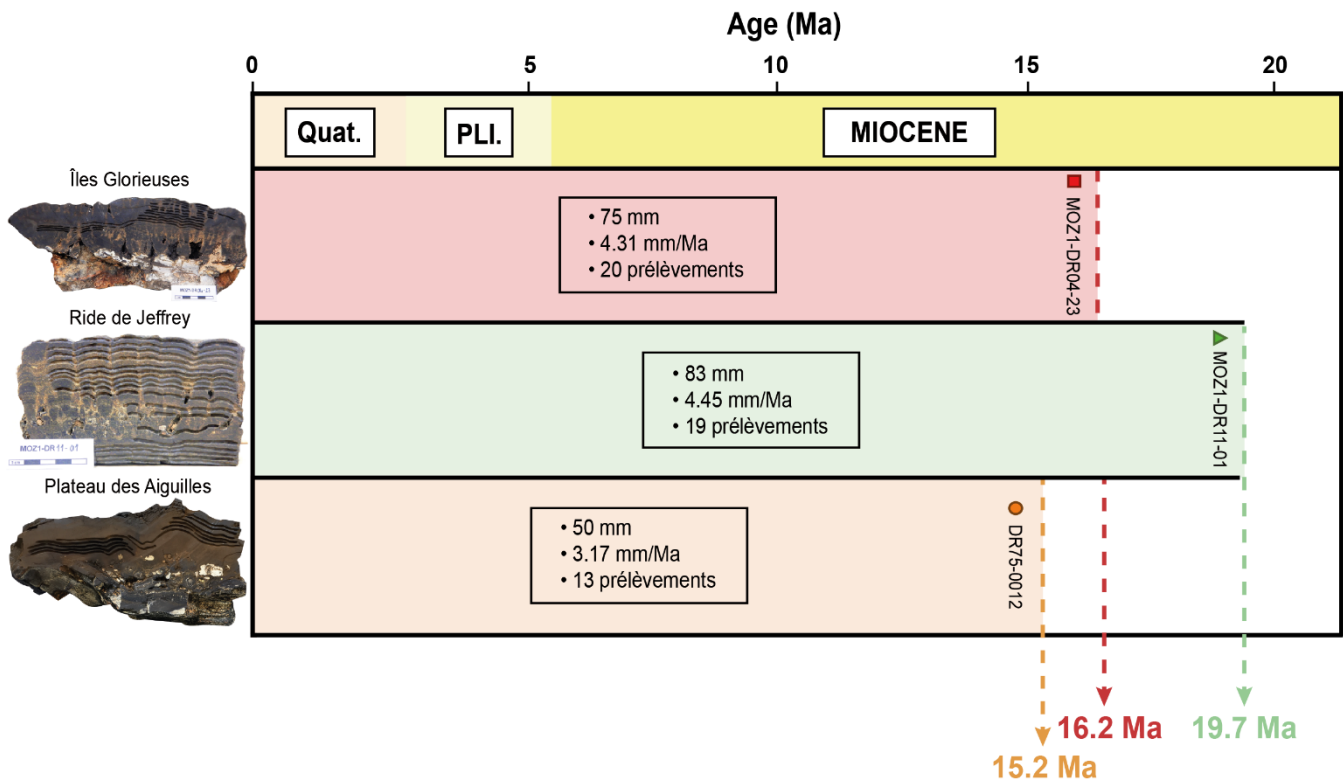 Age (Ma)
0 5 10 15 20
Quat. PLI. MIOCENE
Îles Glorieuses
• 75 mm
• 4.31 mm/Ma
• 20 prélèvements
MOZ1-DR04-23
Ride de Jeffrey
MOZ1-DR11-01
• 83 mm
• 4.45 mm/Ma
• 19 prélèvements
MOZ1-DR11-01
Plateau des Aiguilles
• 50 mm
• 3.17 mm/Ma
• 13 prélèvements
DR75-0012
16.2 Ma 19.7 Ma
15.2 Ma